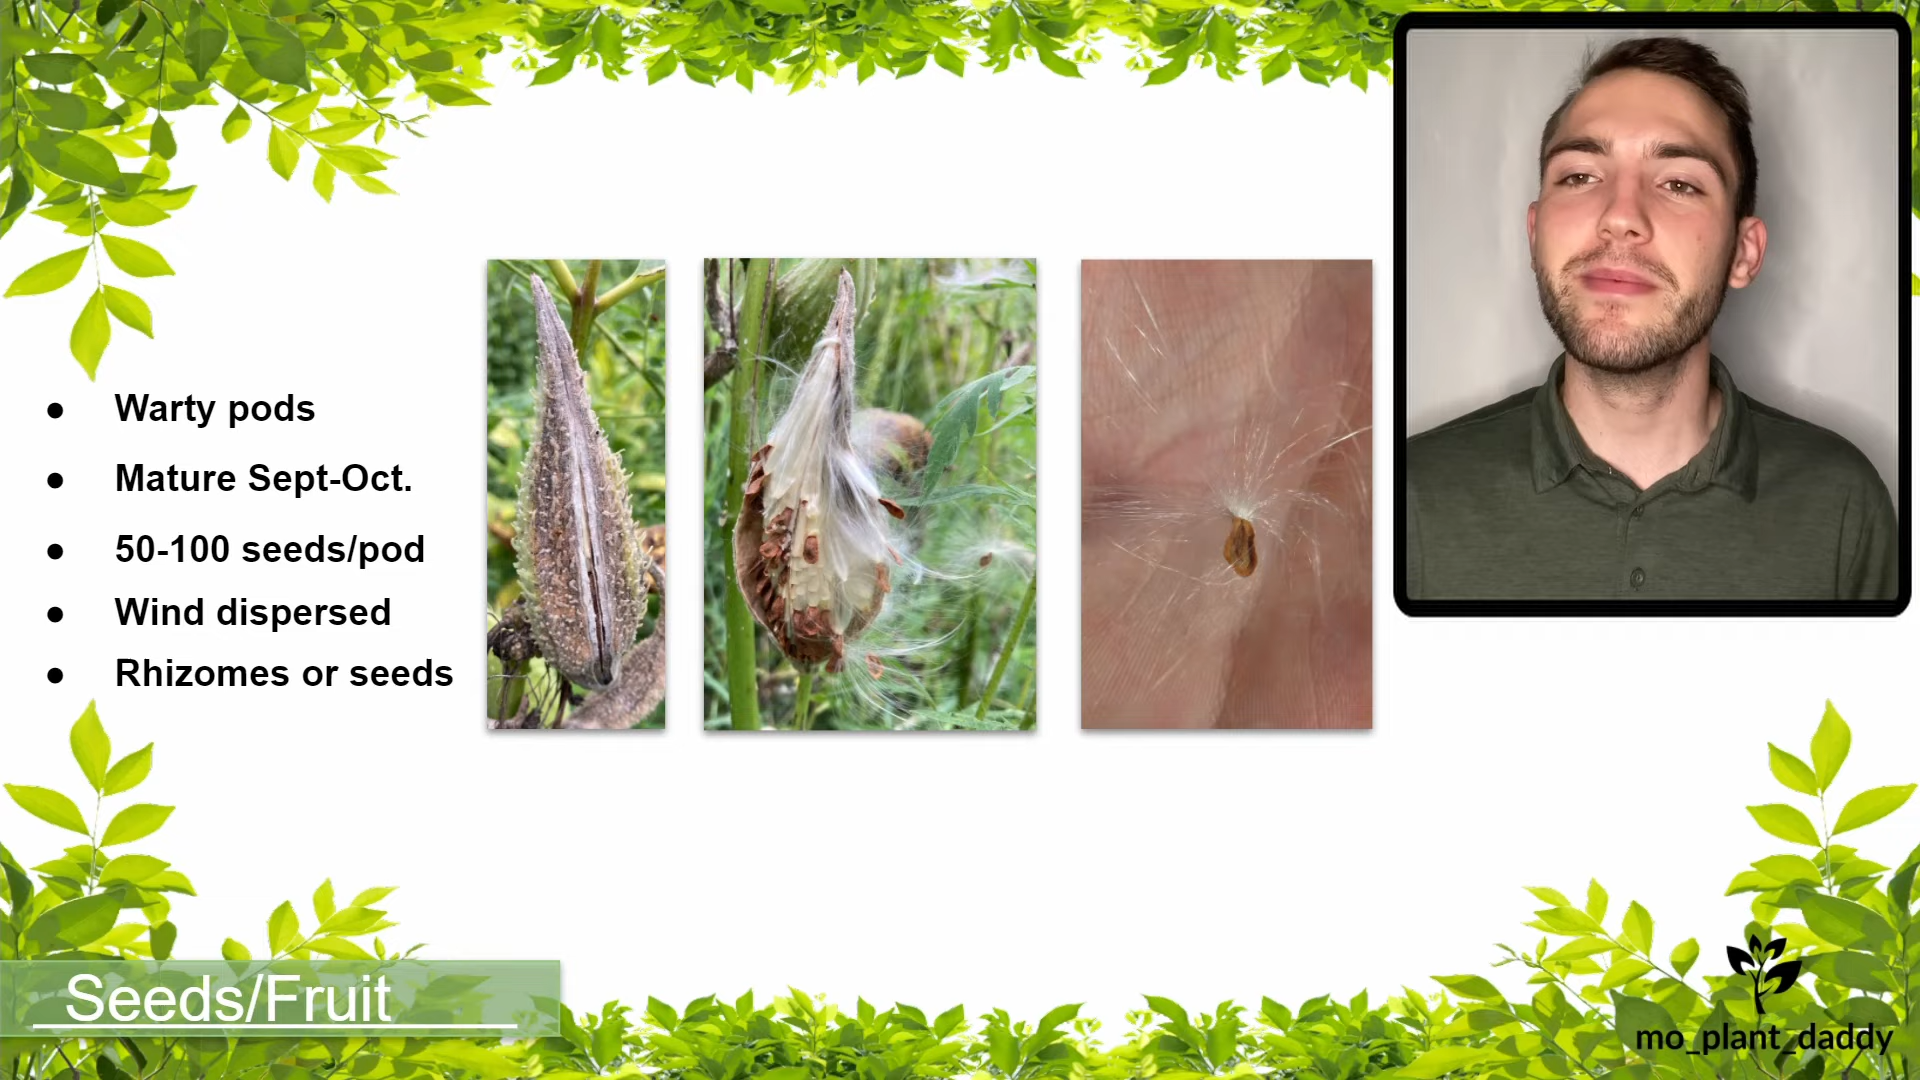 Warty pods
Mature Sept-Oct.
50-100 seeds/pod
Wind dispersed
Rhizomes or seeds
Seeds/Fruit
mo_plant_daddy